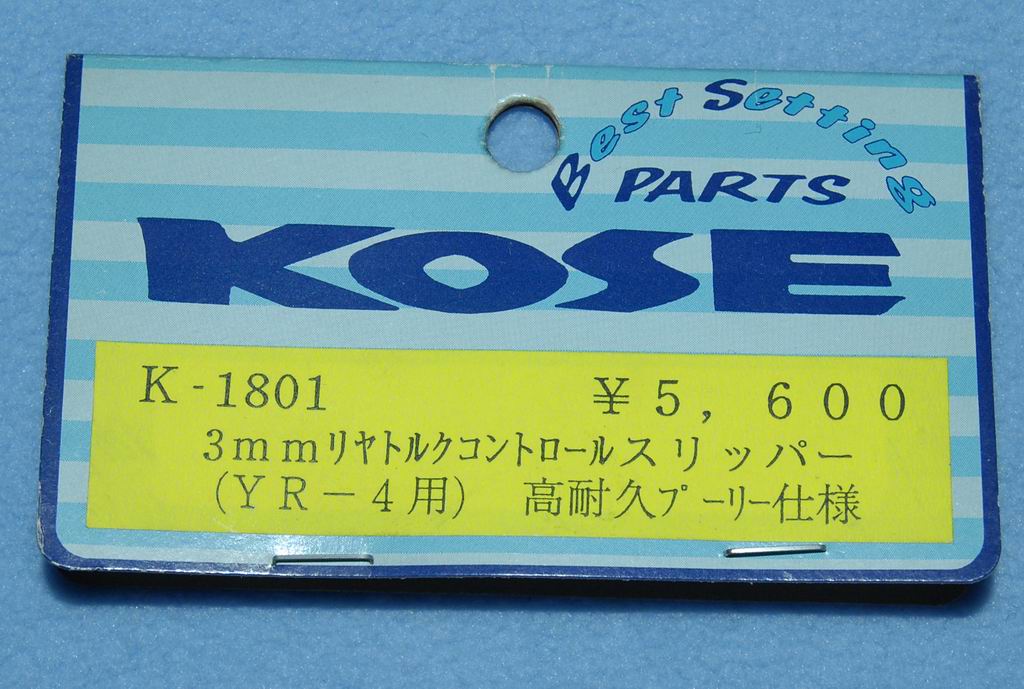 Best Setting
PARTS
KOSE
K-1801 ¥5,600
3mmリヤトルクコントロールスリッパー
(YR-4用) 高耐久プーリー仕様